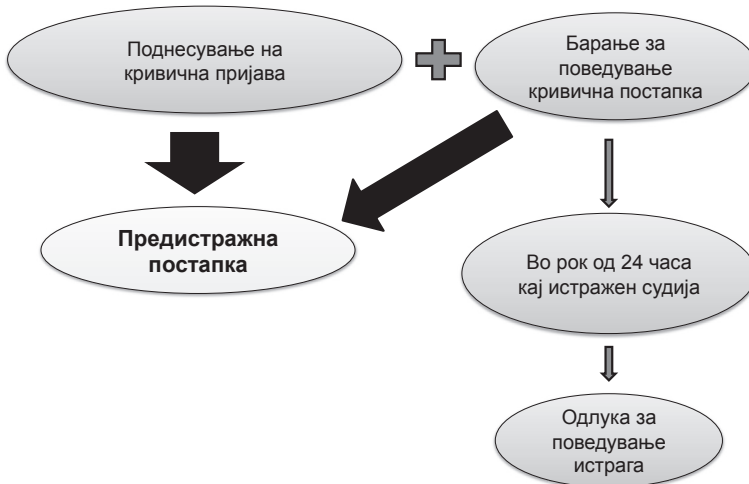 Поднесување на
кривична пријава
Барање за
поведување
кривична постапка
Предистражна
постапка
Во рок од 24 часа
кај истражен судија
Одлука за
поведување
истрага